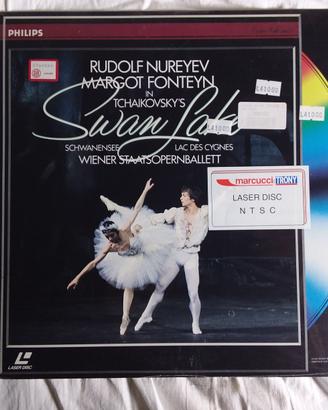 PHILIPS
RUDOLF NUREYEV
MARGOT FONTEYN
IN
TCHAIKOVSKY'S
Swan Lake
SCHWANENSEE LAC DES CYGNES
WIENER STAATSOPERNBALLETT
marcucci TRONY
LASER DISC
N T S C
LASER DISC